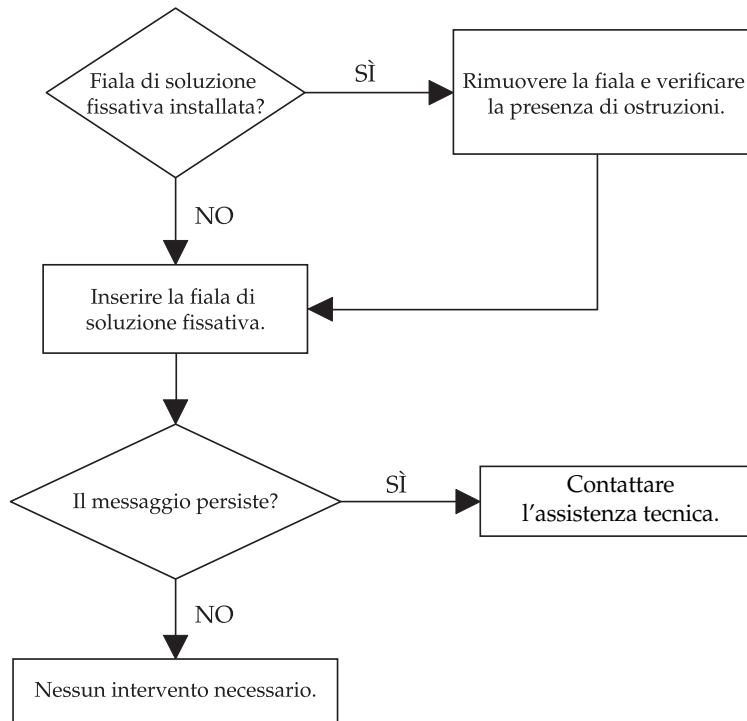 Fiala di soluzione
fissativa installata?
SÌ
Rimuovere la fiala e verificare
la presenza di ostruzioni.
NO
Inserire la fiala di
soluzione fissativa.
Il messaggio persiste?
SÌ
Contattare
l’assistenza tecnica.
NO
Nessun intervento necessario.